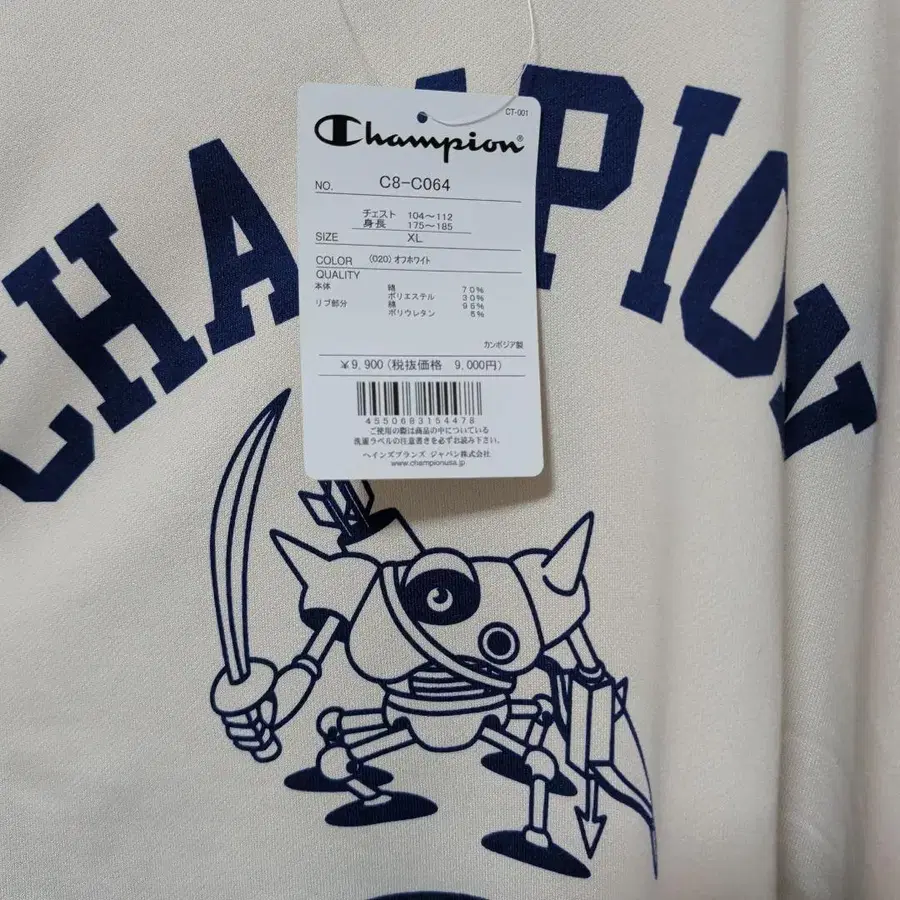 CHAMPION
CT-001
Champion
NO. C8-C064
チェスト 104～112
身長 175～185
SIZE XL
COLOR (020) オフホワイト
QUALITY
本体 綿 70%
ポリエステル 30%
リブ部分 綿 95%
ポリウレタン 5%
カンボジア製
¥9,900(税抜価格 9,000円)
4550683154478
ご使用の際は商品の中についている
洗濯ラベルの注意書きを必ずお読み下さい。
ヘインズブランズ ジャパン株式会社
www.championusa.jp